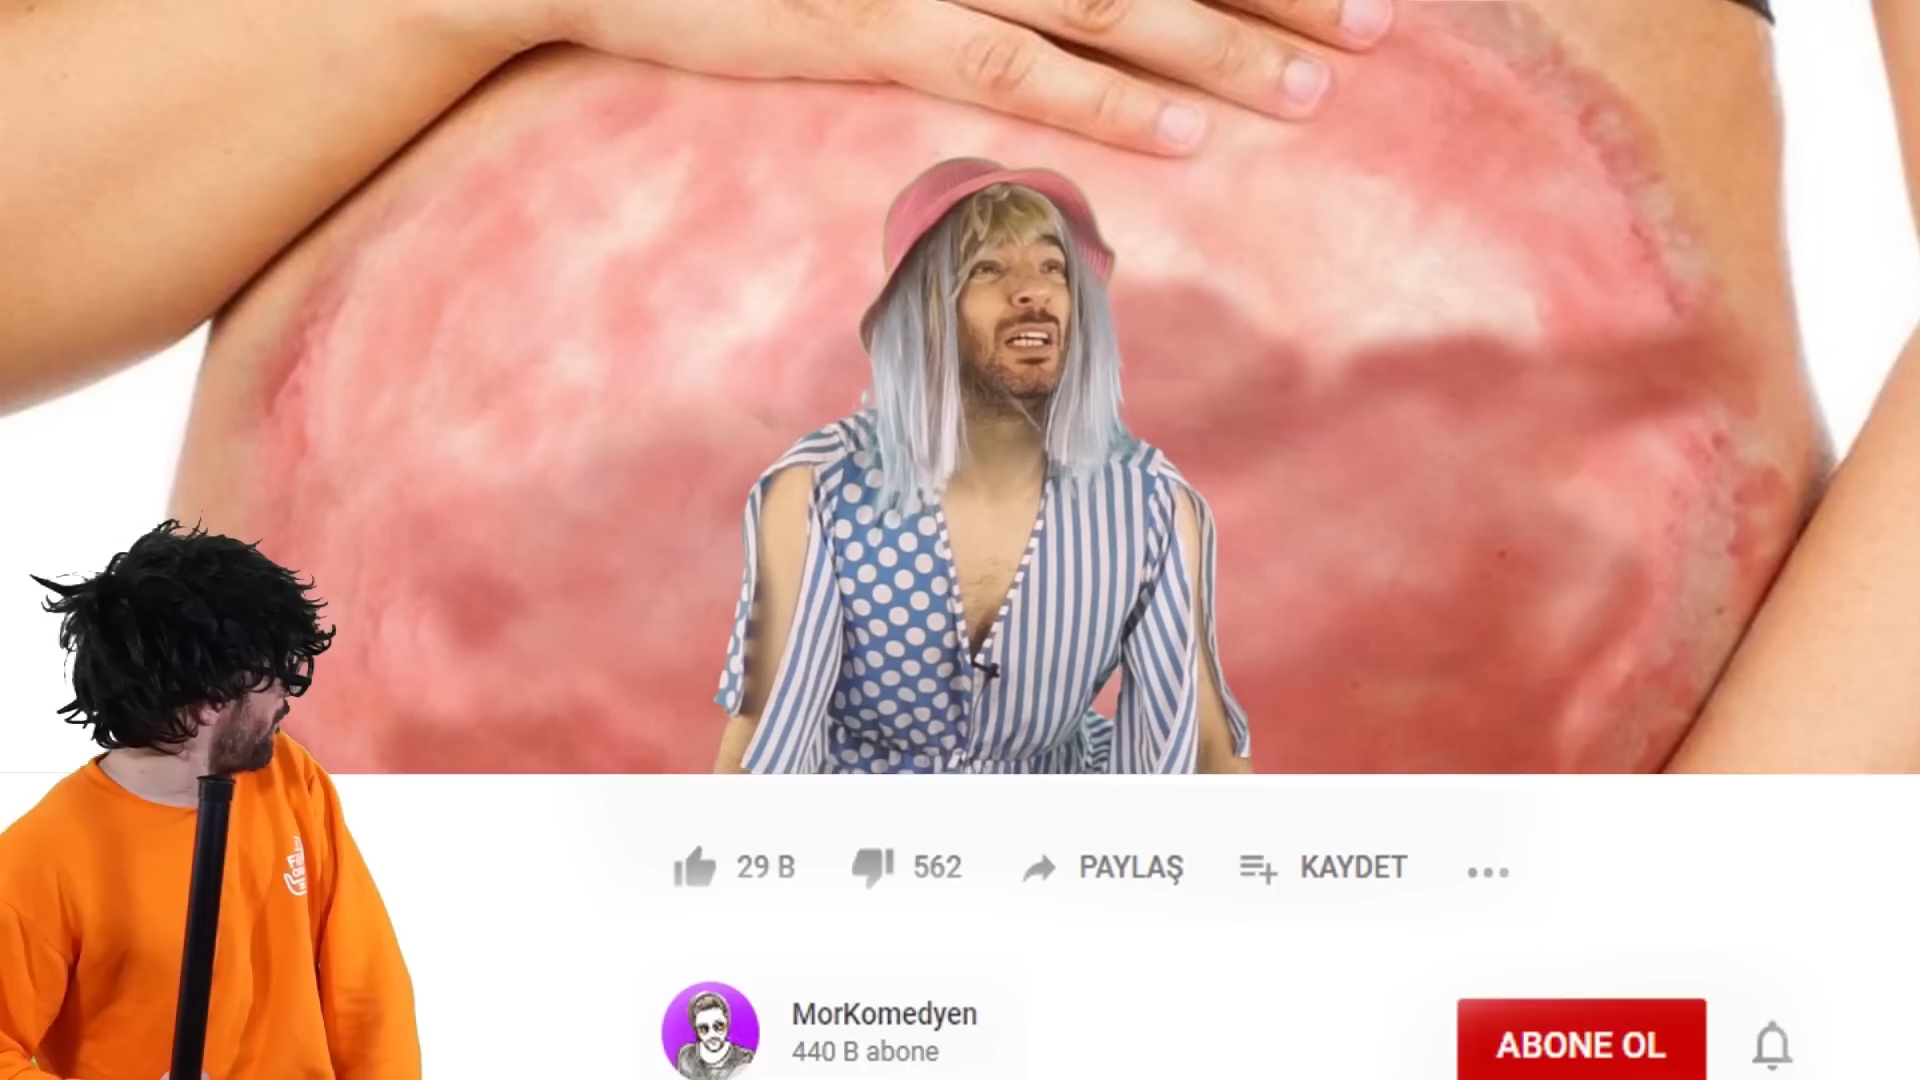 29 B 562 PAYLAŞ KAYDET
MorKomedyen
440 B abone
ABONE OL